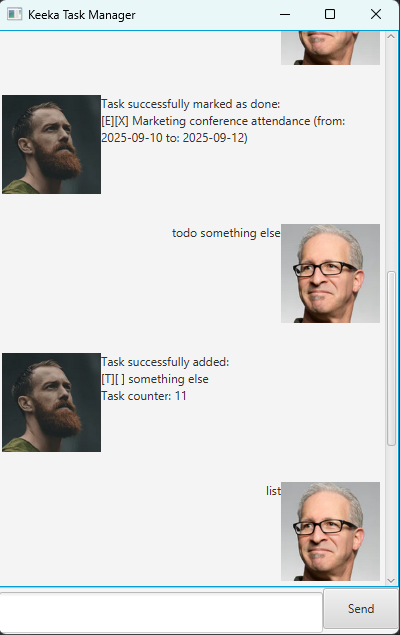 Keeka Task Manager
Task successfully marked as done:
[E][X] Marketing conference attendance (from:
2025-09-10 to: 2025-09-12)
todo something else
Task successfully added:
[T][ ] something else
Task counter: 11
list
Send